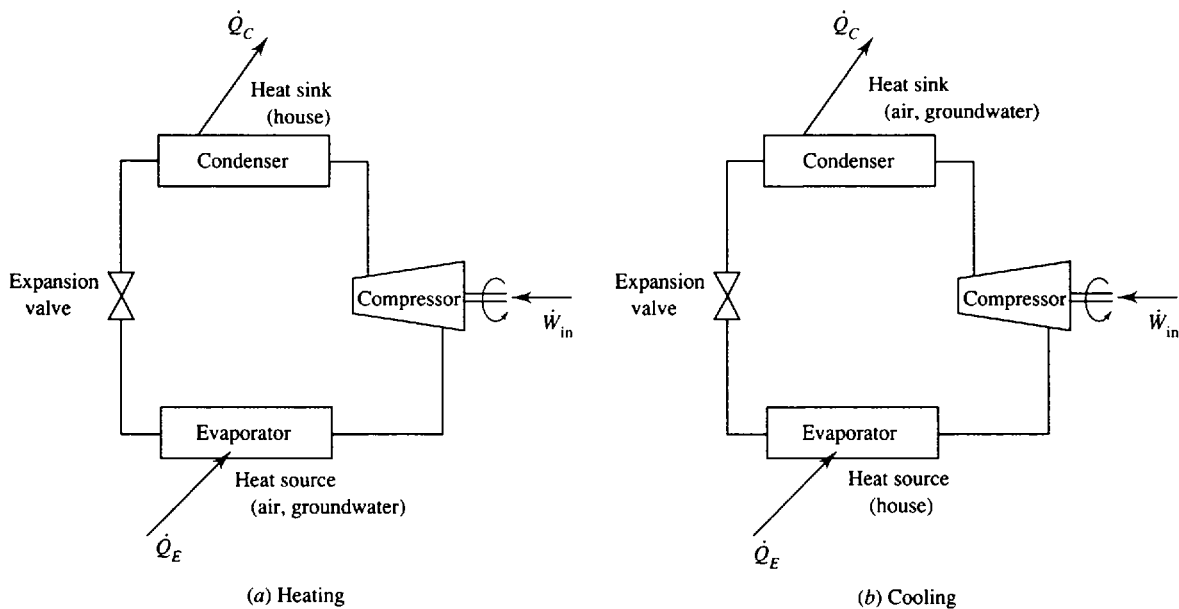 Q̇_C
Heat sink
(house)
Condenser
Expansion
valve
Compressor
Ẇ_in
Evaporator
Heat source
(air, groundwater)
Q̇_E
(a) Heating
Q̇_C
Heat sink
(air, groundwater)
Condenser
Expansion
valve
Compressor
Ẇ_in
Evaporator
Heat source
(house)
Q̇_E
(b) Cooling